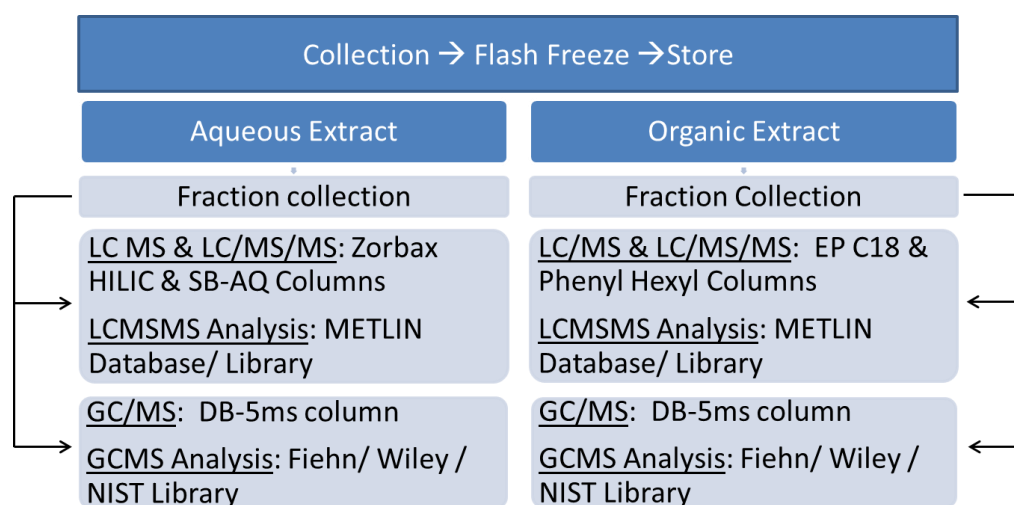 Collection → Flash Freeze →Store
Aqueous Extract
Organic Extract
Fraction collection
Fraction Collection
LC MS & LC/MS/MS: Zorbax
HILIC & SB-AQ Columns
LCMSMS Analysis: METLIN
Database/ Library
LC/MS & LC/MS/MS: EP C18 &
Phenyl Hexyl Columns
LCMSMS Analysis: METLIN
Database/ Library
GC/MS: DB-5ms column
GCMS Analysis: Fiehn/ Wiley /
NIST Library
GC/MS: DB-5ms column
GCMS Analysis: Fiehn/ Wiley /
NIST Library